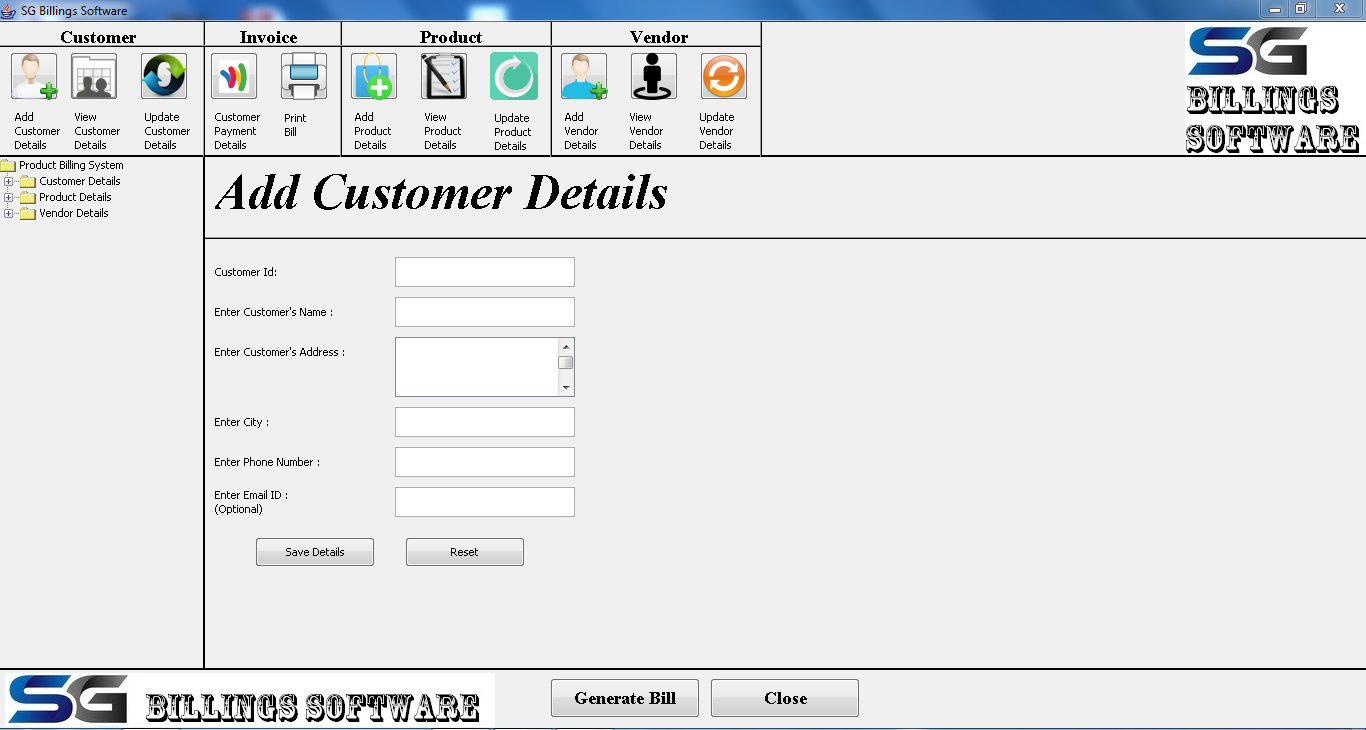 SG Billings Software
Customer
Invoice
Product
Vendor
Add
Customer
Details
View
Customer
Details
Update
Customer
Details
Customer
Payment
Details
Print
Bill
Add
Product
Details
View
Product
Details
Update
Product
Details
Add
Vendor
Details
View
Vendor
Details
Update
Vendor
Details
SG
BILLINGS
SOFTWARE
Product Billing System
Customer Details
Product Details
Vendor Details
Add Customer Details
Customer Id:
Enter Customer's Name :
Enter Customer's Address :
Enter City :
Enter Phone Number :
Enter Email ID :
(Optional)
Save Details
Reset
SG BILLINGS SOFTWARE
Generate Bill
Close